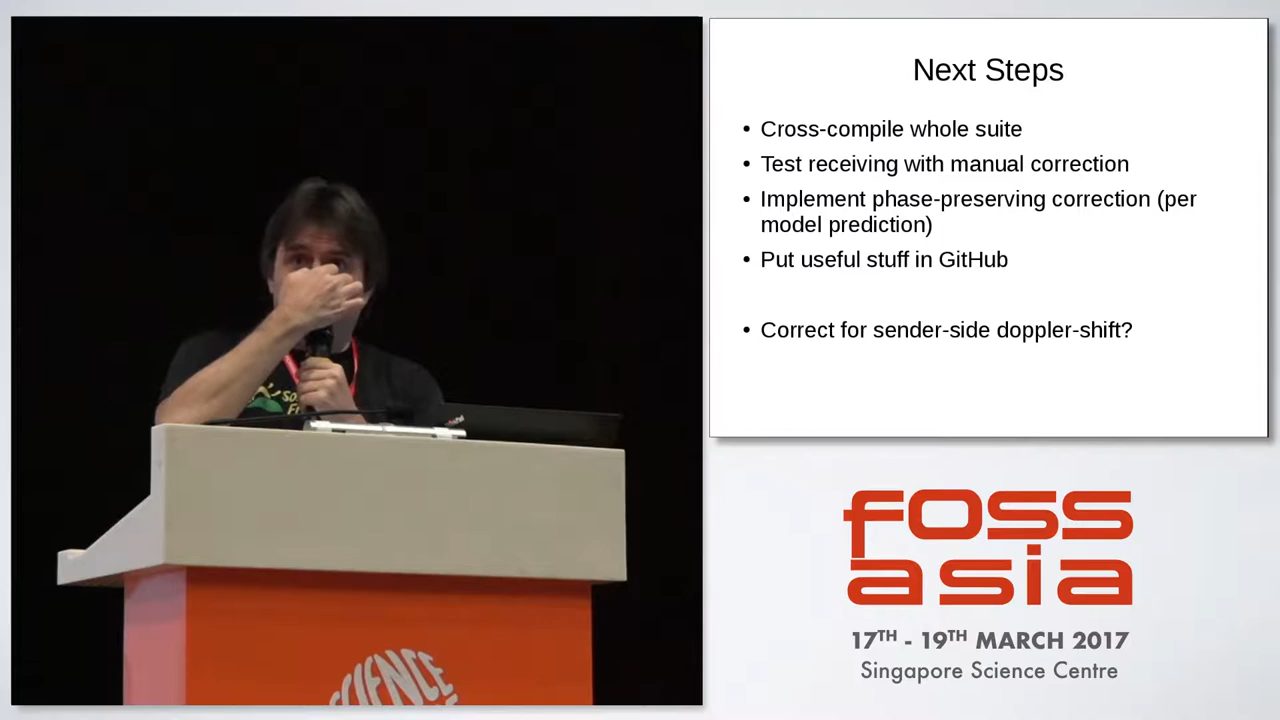 Next Steps
• Cross-compile whole suite
• Test receiving with manual correction
• Implement phase-preserving correction (per
model prediction)
• Put useful stuff in GitHub
• Correct for sender-side doppler-shift?
foss
asia
17TH - 19TH MARCH 2017
Singapore Science Centre
SCIENCE